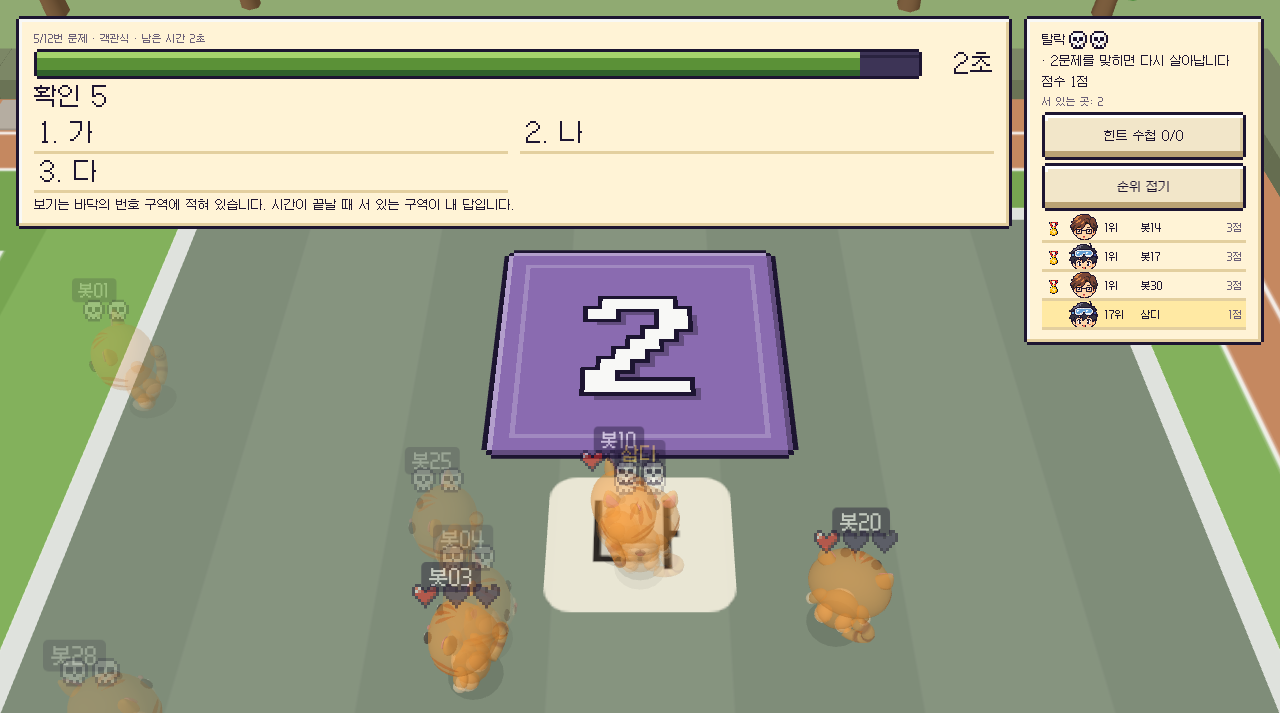 5/12번 문제 · 객관식 · 남은 시간 2초
2초
확인 5
1. 가
2. 나
3. 다
보기는 바닥의 번호 구역에 적혀 있습니다. 시간이 끝날 때 서 있는 구역이 내 답입니다.
탈락
· 2문제를 맞히면 다시 살아납니다
점수 1점
서 있는 곳: 2
힌트 수첩 0/0
순위 접기
1위 봇14 3점
1위 봇17 3점
1위 봇30 3점
17위 삼디 1점
2
봇01
봇10
삼디
봇25
봇04
봇03
봇20
봇28